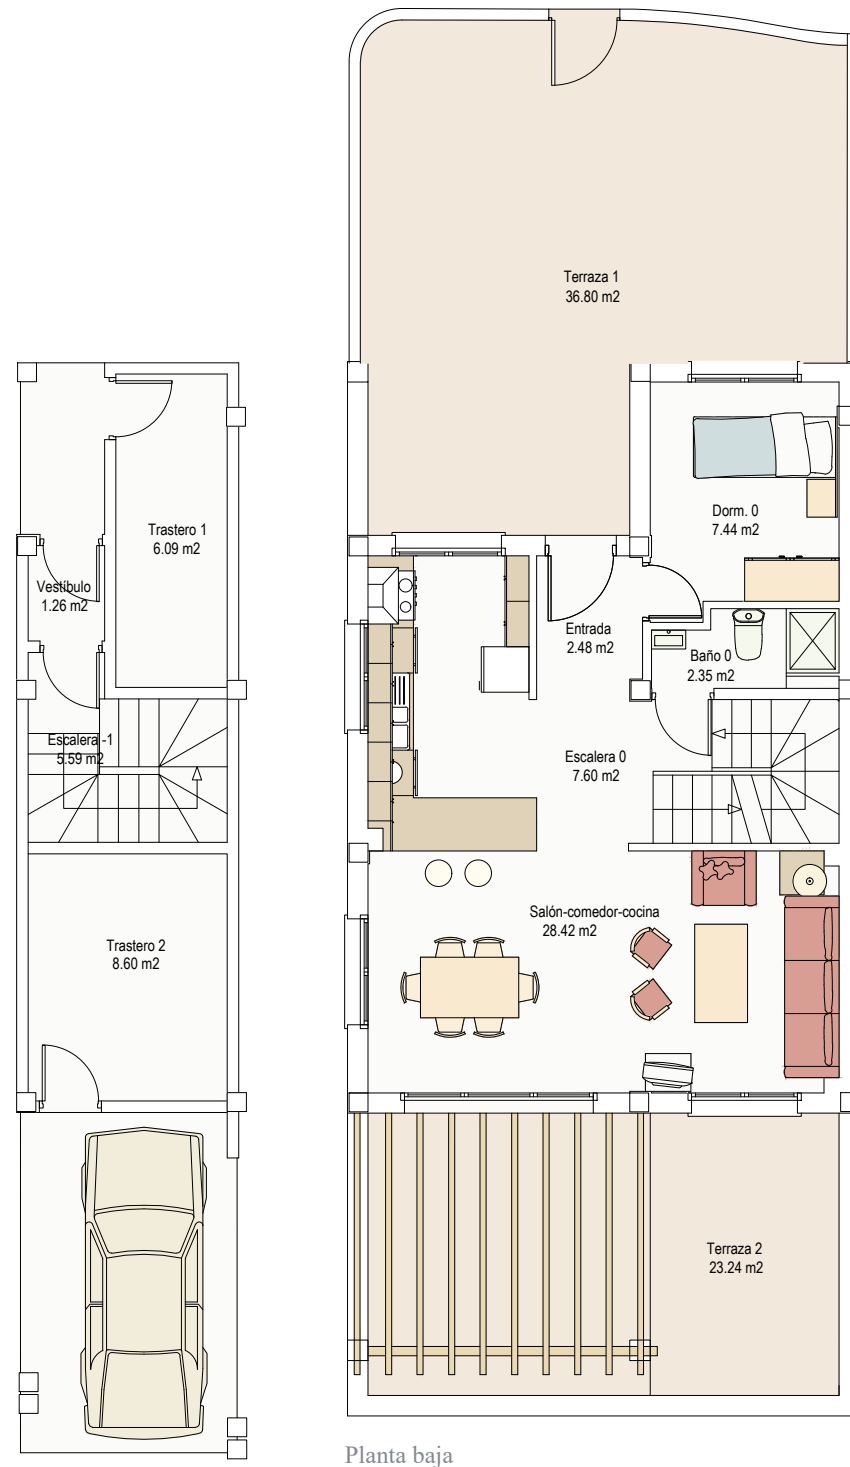 Terraza 1
36.80 m2
Trastero 1
6.09 m2
Dorm. 0
7.44 m2
Vestíbulo
1.26 m2
Entrada
2.48 m2
Baño 0
2.35 m2
Escalera -1
5.59 m2
Escalera 0
7.60 m2
Salón-comedor-cocina
28.42 m2
Trastero 2
8.60 m2
Terraza 2
23.24 m2
Planta baja